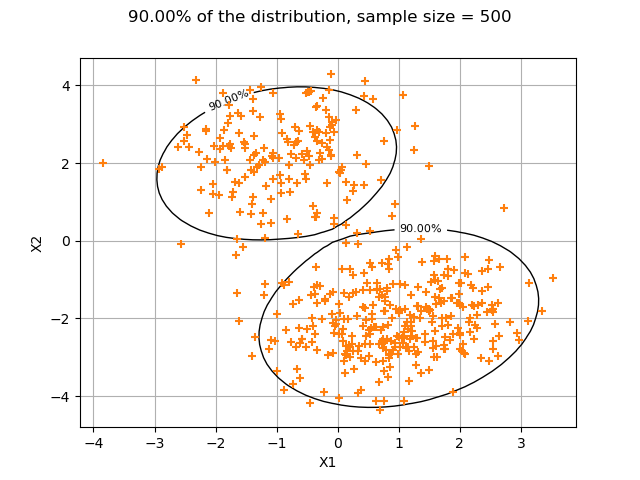 90.00% of the distribution, sample size = 500
90.00%
90.00%
4
2
0
−2
−4
X2
−4 −3 −2 −1 0 1 2 3
X1